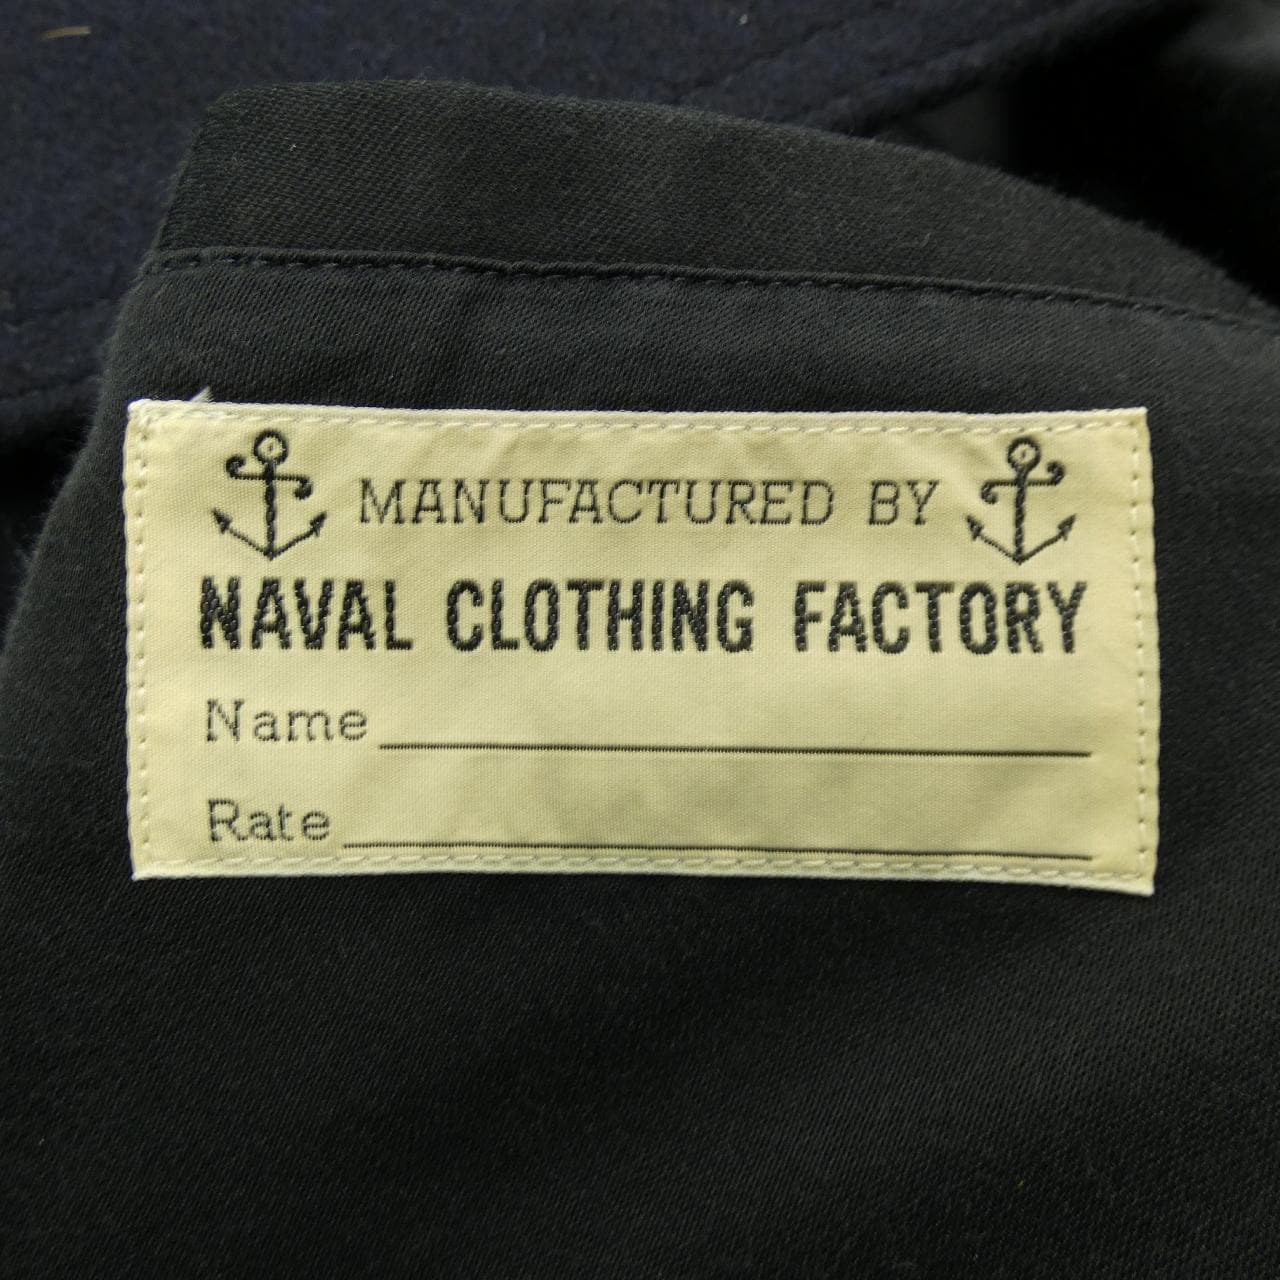 MANUFACTURED BY
NAVAL CLOTHING FACTORY
Name
Rate